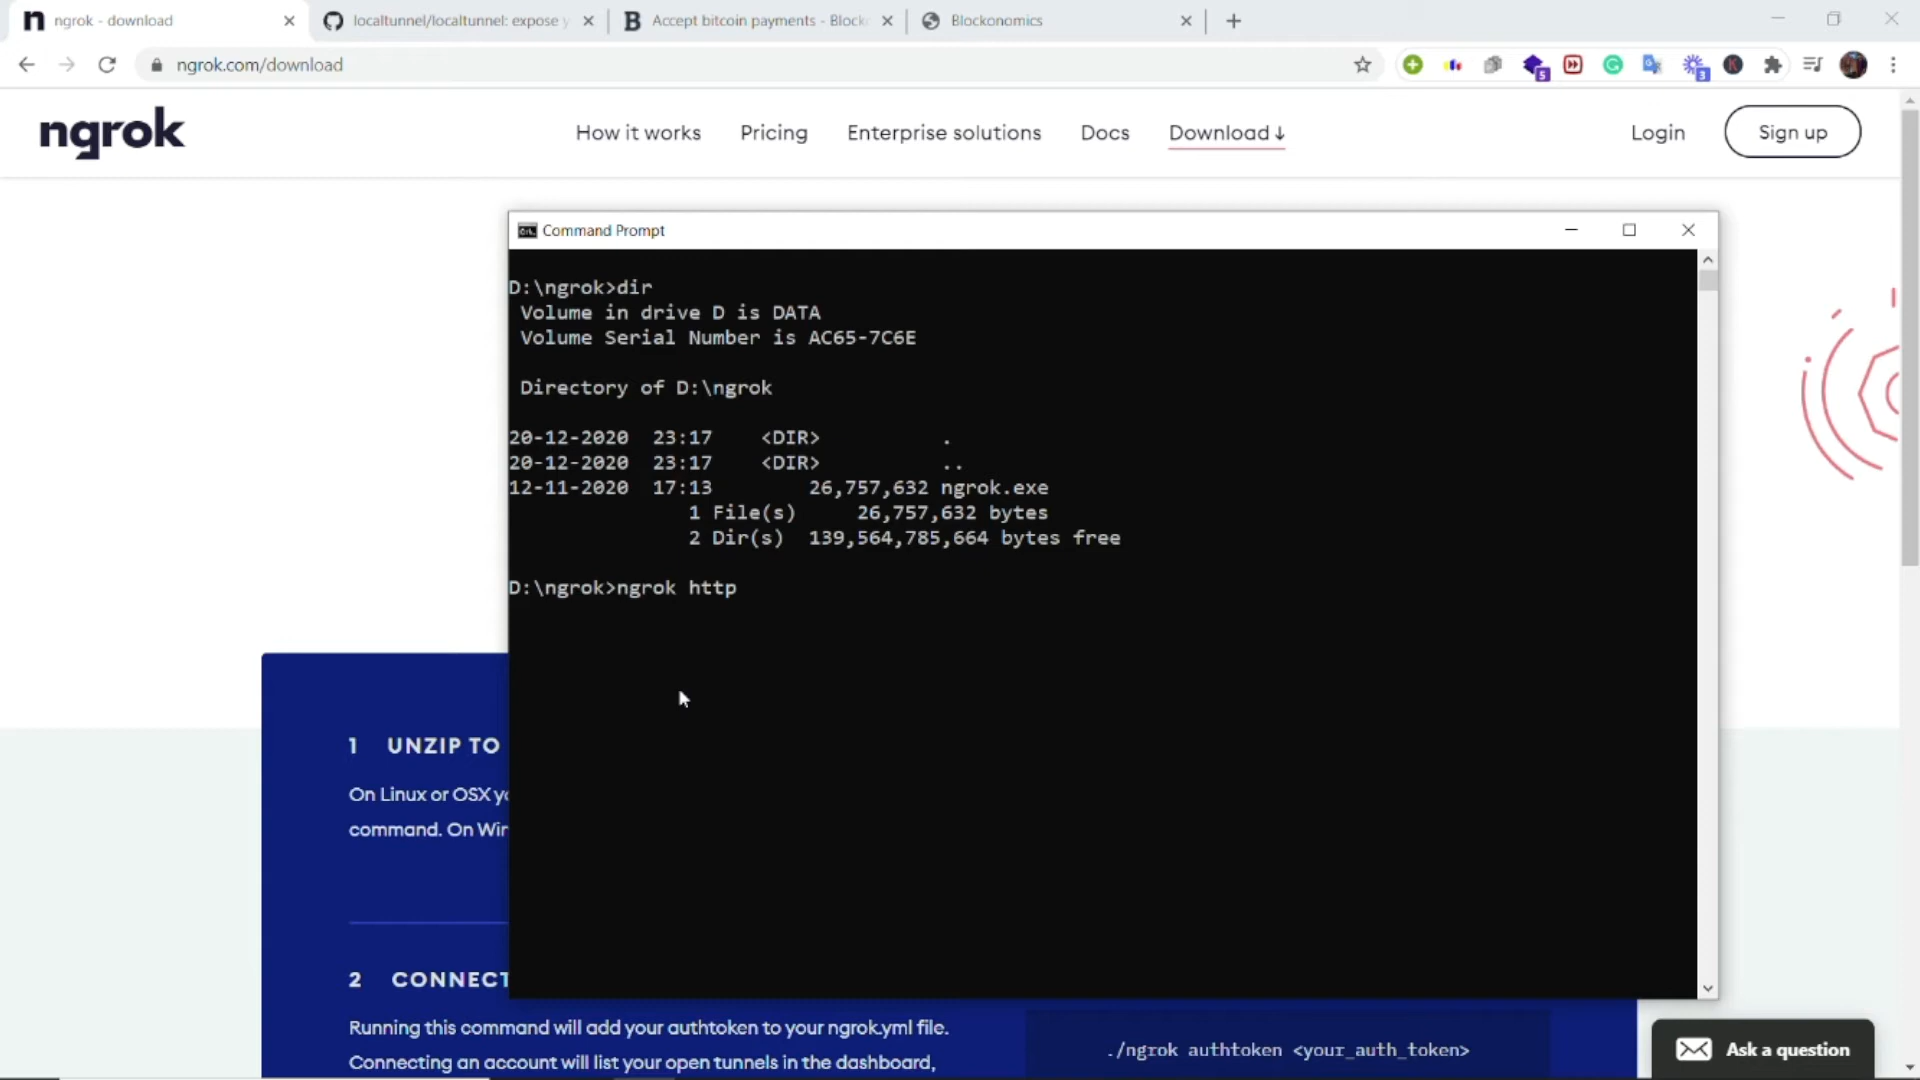 ngrok - download
localtunnel/localtunnel: expose y
Accept bitcoin payments - Block
Blockonomics
ngrok.com/download
5
3
K
ngrok
How it works
Pricing
Enterprise solutions
Docs
Download ↓
Login
Sign up
Command Prompt
D:\ngrok>dir
Volume in drive D is DATA
Volume Serial Number is AC65-7C6E
Directory of D:\ngrok
20-12-2020  23:17    <DIR>          .
20-12-2020  23:17    <DIR>          ..
12-11-2020  17:13        26,757,632 ngrok.exe
1 File(s)     26,757,632 bytes
2 Dir(s)  139,564,785,664 bytes free
D:\ngrok>ngrok http
1 UNZIP TO
On Linux or OSX yo
command. On Win
2 CONNECT
Running this command will add your authtoken to your ngrok.yml file.
Connecting an account will list your open tunnels in the dashboard,
./ngrok authtoken <your_auth_token>
Ask a question